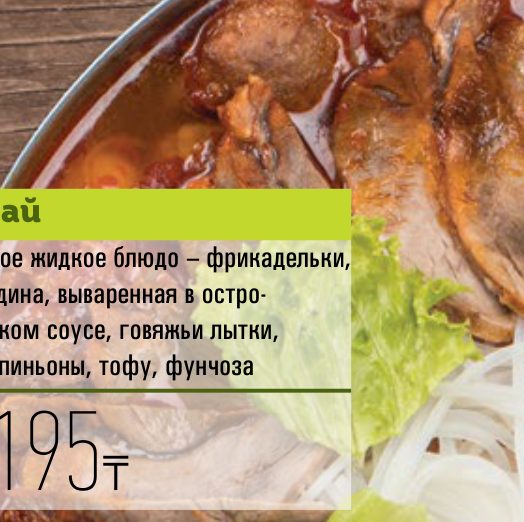 ай
ое жидкое блюдо – фрикадельки,
дина, вываренная в остро-
ком соусе, говяжьи лытки,
пиньоны, тофу, фунчоза
195₸